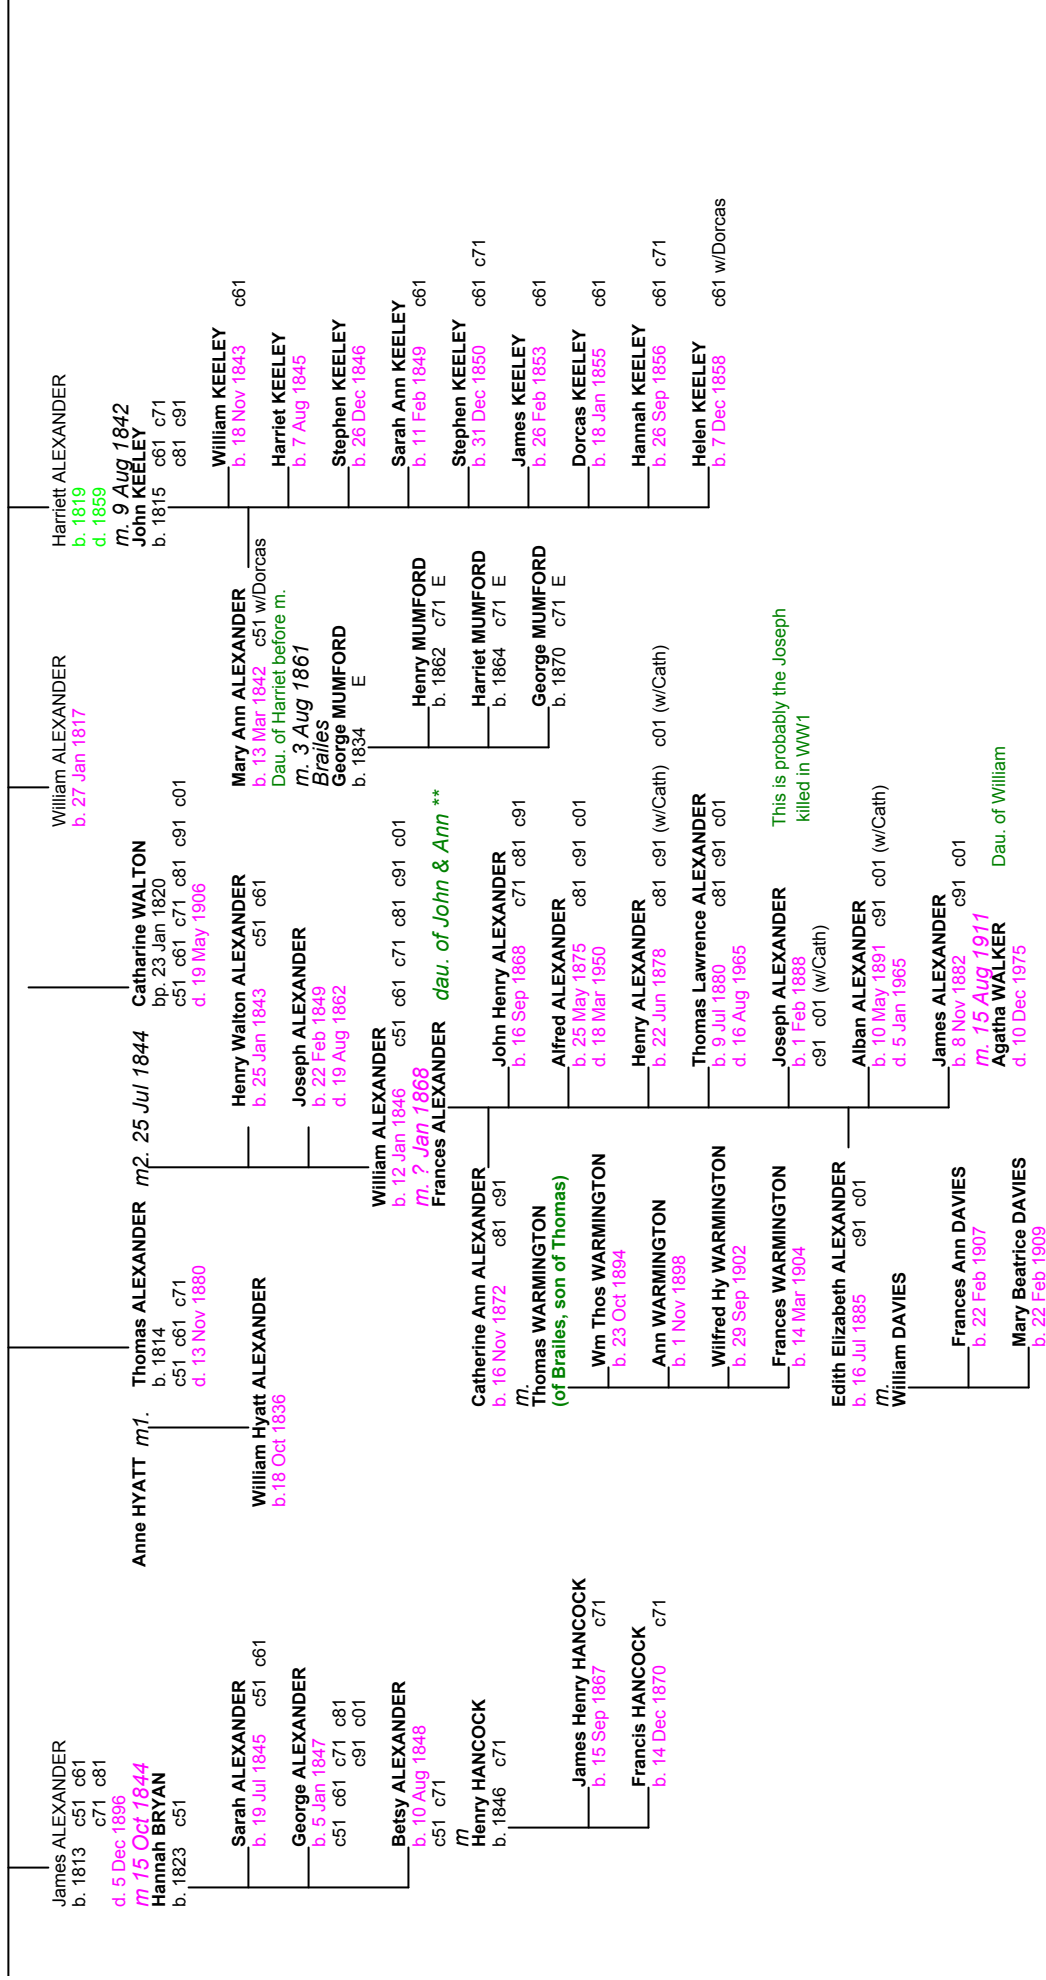 James ALEXANDER
b. 1813 c51 c61
c71 c81
d. 5 Dec 1896
m 15 Oct 1844
Hannah BRYAN
b. 1823 c51
Sarah ALEXANDER
b. 19 Jul 1845 c51 c61
George ALEXANDER
b. 5 Jan 1847
c51 c61 c71 c81
c91 c01
Betsy ALEXANDER
b. 10 Aug 1848
c51 c71
m
Henry HANCOCK
b. 1846 c71
James Henry HANCOCK
b. 15 Sep 1867 c71
Francis HANCOCK
b. 14 Dec 1870 c71
Anne HYATT m1.
Thomas ALEXANDER m2. 25 Jul 1844
b. 1814
c51 c61 c71
d. 13 Nov 1880
Catharine WALTON
bp. 23 Jan 1820
c51 c61 c71 c81 c91 c01
d. 19 May 1906
William Hyatt ALEXANDER
b.18 Oct 1836
Henry Walton ALEXANDER
b. 25 Jan 1843 c51 c61
Joseph ALEXANDER
b. 22 Feb 1849
d. 19 Aug 1862
William ALEXANDER
b. 12 Jan 1846 c51 c61 c71 c81 c91 c01
m. ? Jan 1868
Frances ALEXANDER dau. of John & Ann **
Catherine Ann ALEXANDER
b. 16 Nov 1872 c81 c91
m.
Thomas WARMINGTON
(of Brailes, son of Thomas)
Wm Thos WARMINGTON
b. 23 Oct 1894
Ann WARMINGTON
b. 1 Nov 1898
Wilfred Hy WARMINGTON
b. 29 Sep 1902
Frances WARMINGTON
b. 14 Mar 1904
Edith Elizabeth ALEXANDER
b. 16 Jul 1885 c91 c01
m.
William DAVIES
Frances Ann DAVIES
b. 22 Feb 1907
Mary Beatrice DAVIES
b. 22 Feb 1909
John Henry ALEXANDER
b. 16 Sep 1868 c71 c81 c91
Alfred ALEXANDER
b. 25 May 1875 c81 c91 c01
d. 18 Mar 1950
Henry ALEXANDER
b. 22 Jun 1878 c81 c91 (w/Cath) c01 (w/Cath)
Thomas Lawrence ALEXANDER
b. 9 Jul 1880 c81 c91 c01
d. 16 Aug 1965
Joseph ALEXANDER
b. 1 Feb 1888
c91 c01 (w/Cath)
This is probably the Joseph
killed in WW1
Alban ALEXANDER
b. 10 May 1891 c91 c01 (w/Cath)
d. 5 Jan 1965
James ALEXANDER
b. 8 Nov 1882 c91 c01
m. 15 Aug 1911
Agatha WALKER Dau. of William
d. 10 Dec 1975
William ALEXANDER
b. 27 Jan 1817
Harriett ALEXANDER
b. 1819
d. 1859
m. 9 Aug 1842
John KEELEY
b. 1815 c61 c71
c81 c91
Mary Ann ALEXANDER
b. 13 Mar 1842 c51 w/Dorcas
Dau. of Harriet before m.
m. 3 Aug 1861
Brailes
George MUMFORD
b. 1834 E
Henry MUMFORD
b. 1862 c71 E
Harriet MUMFORD
b. 1864 c71 E
George MUMFORD
b. 1870 c71 E
William KEELEY
b. 18 Nov 1843 c61
Harriet KEELEY
b. 7 Aug 1845
Stephen KEELEY
b. 26 Dec 1846
Sarah Ann KEELEY
b. 11 Feb 1849 c61
Stephen KEELEY
b. 31 Dec 1850 c61 c71
James KEELEY
b. 26 Feb 1853 c61
Dorcas KEELEY
b. 18 Jan 1855 c61
Hannah KEELEY
b. 26 Sep 1856 c61 c71
Helen KEELEY
b. 7 Dec 1858 c61 w/Dorcas